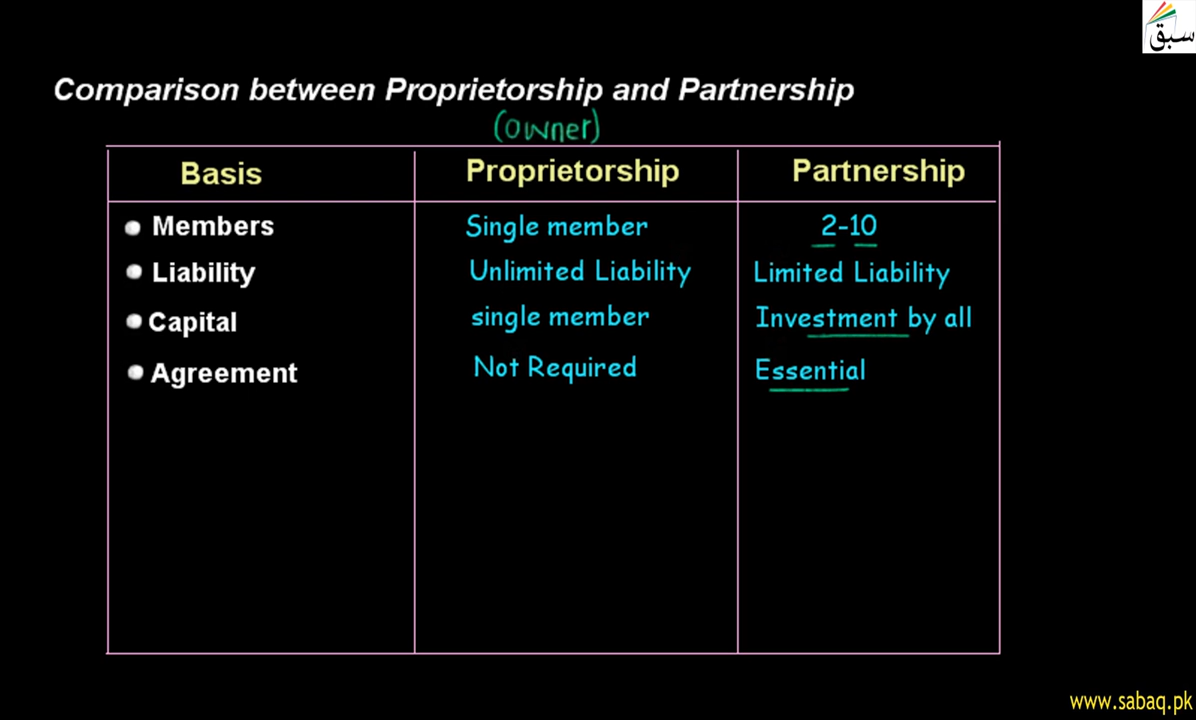 سبق
Comparison between Proprietorship and Partnership
(owner)
Basis Proprietorship Partnership
Members Single member 2-10
Liability Unlimited Liability Limited Liability
Capital single member Investment by all
Agreement Not Required Essential
www.sabaq.pk